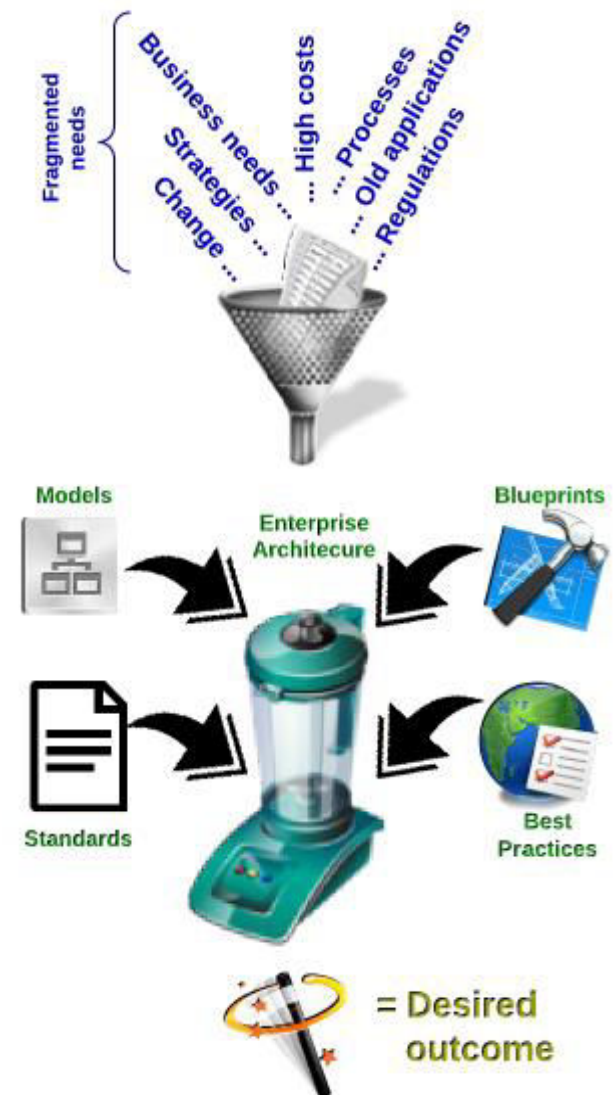 Fragmented
needs
Business needs ...
Strategies ...
Change ...
... High costs
... Processes
... Old applications
... Regulations
Models
Enterprise
Architecure
Blueprints
Standards
Best
Practices
= Desired
outcome